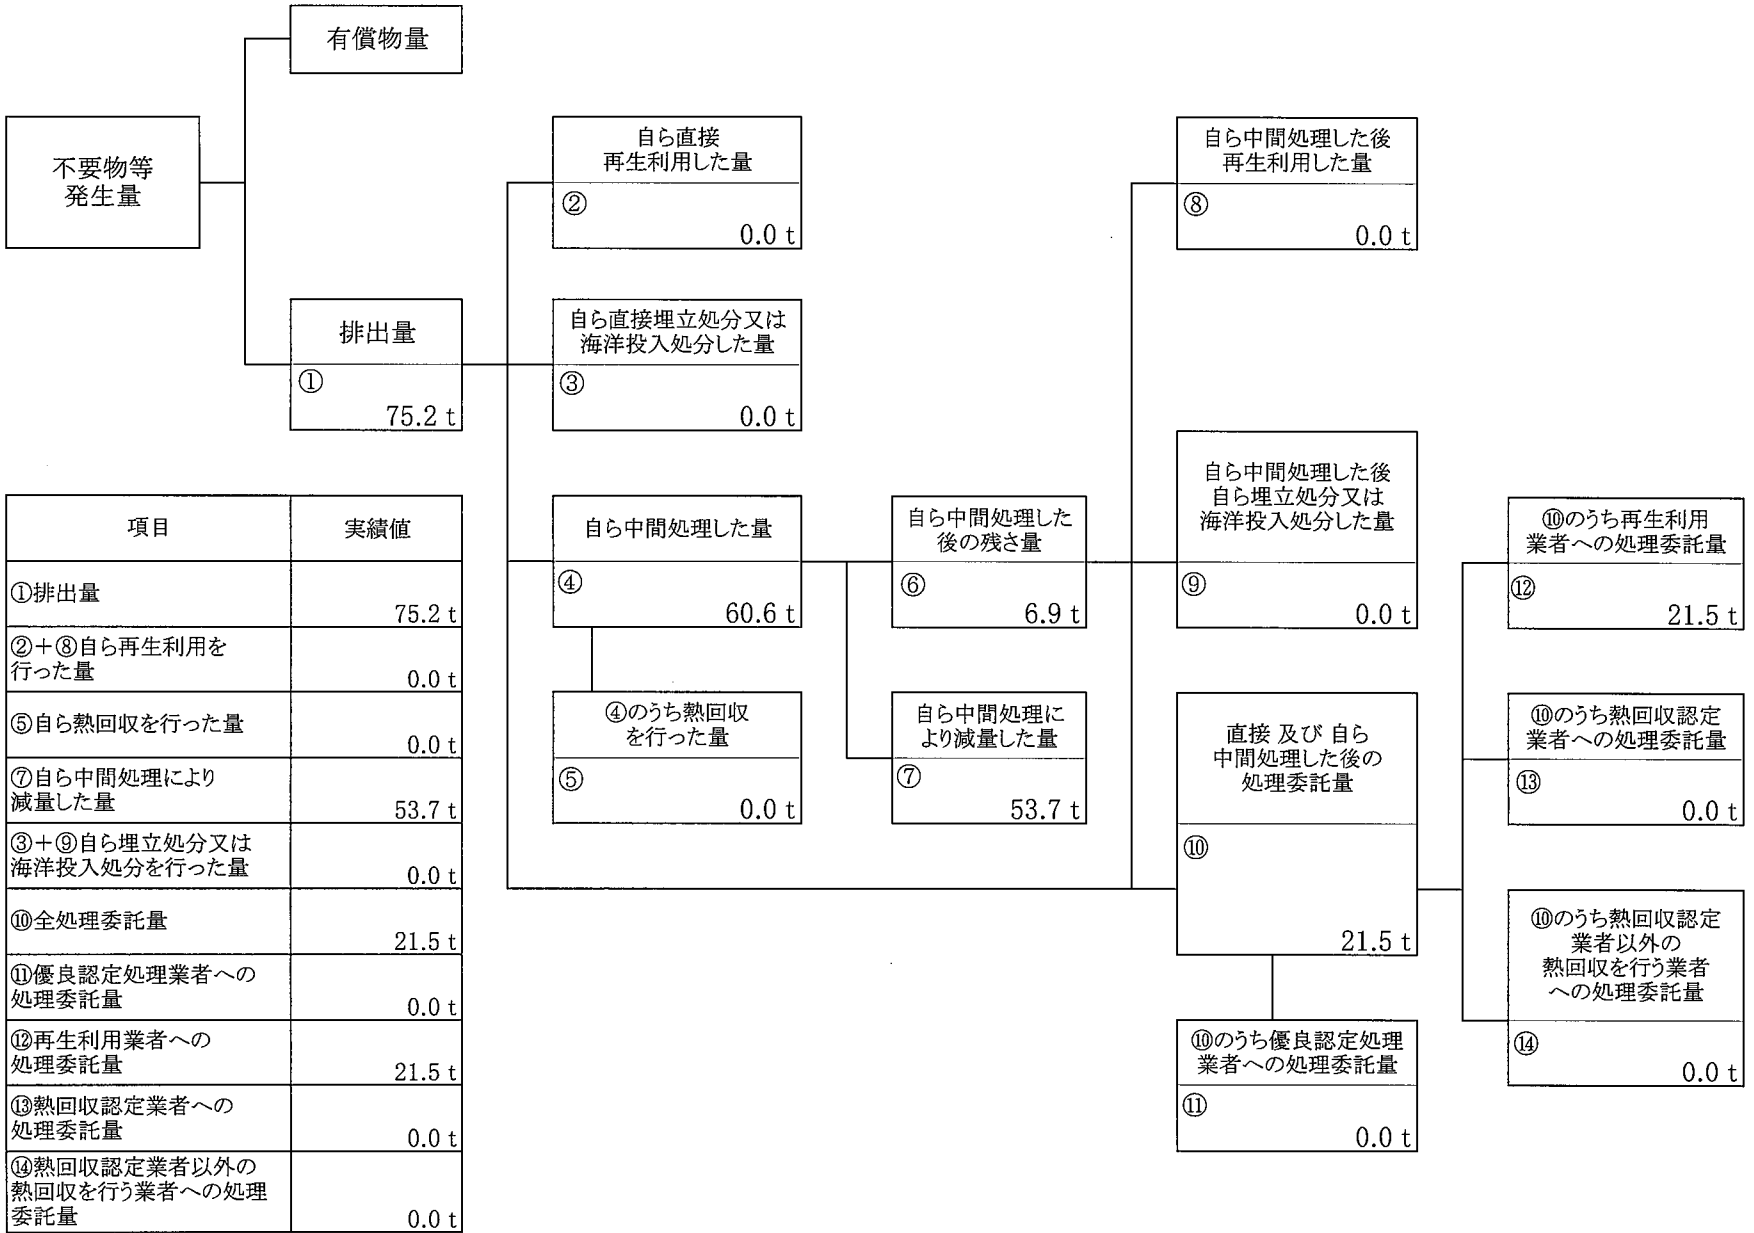 有償物量
不要物等
発生量
排出量
①
75.2 t
自ら直接
再生利用した量
②
0.0 t
自ら直接埋立処分又は
海洋投入処分した量
③
0.0 t
自ら中間処理した量
④
60.6 t
④のうち熱回収
を行った量
⑤
0.0 t
自ら中間処理した
後の残さ量
⑥
6.9 t
自ら中間処理に
より減量した量
⑦
53.7 t
自ら中間処理した後
再生利用した量
⑧
0.0 t
自ら中間処理した後
自ら埋立処分又は
海洋投入処分した量
⑨
0.0 t
直接 及び 自ら
中間処理した後の
処理委託量
⑩
21.5 t
⑩のうち優良認定処理
業者への処理委託量
⑪
0.0 t
⑩のうち再生利用
業者への処理委託量
⑫
21.5 t
⑩のうち熱回収認定
業者への処理委託量
⑬
0.0 t
⑩のうち熱回収認定
業者以外の
熱回収を行う業者
への処理委託量
⑭
0.0 t
項目 実績値
①排出量
75.2 t
②＋⑧自ら再生利用を
行った量
0.0 t
⑤自ら熱回収を行った量
0.0 t
⑦自ら中間処理により
減量した量
53.7 t
③＋⑨自ら埋立処分又は
海洋投入処分を行った量
0.0 t
⑩全処理委託量
21.5 t
⑪優良認定処理業者への
処理委託量
0.0 t
⑫再生利用業者への
処理委託量
21.5 t
⑬熱回収認定業者への
処理委託量
0.0 t
⑭熱回収認定業者以外の
熱回収を行う業者への処理
委託量
0.0 t